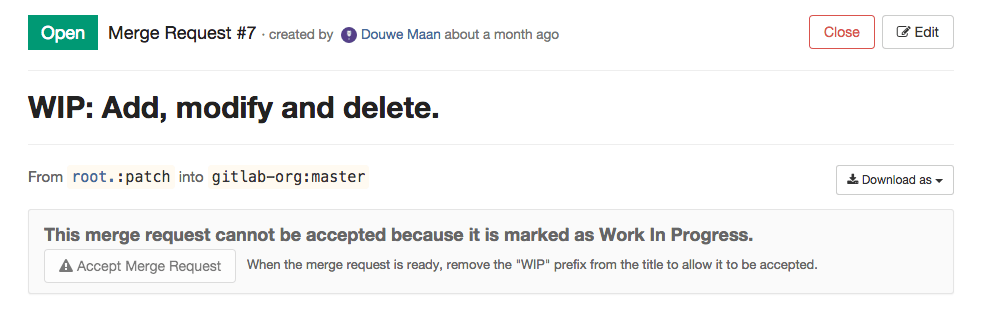 Open Merge Request #7 · created by Douwe Maan about a month ago Close Edit
WIP: Add, modify and delete.
From root.:patch into gitlab-org:master Download as
This merge request cannot be accepted because it is marked as Work In Progress.
Accept Merge Request When the merge request is ready, remove the "WIP" prefix from the title to allow it to be accepted.